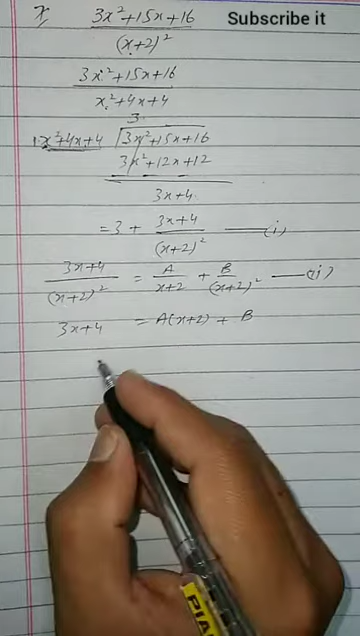 x, 3x²+15x+16 Subscribe it
(x+2)²
3x²+15x+16
x²+4x+4
3
x²+4x+4 3x²+15x+16
3x²+12x+12
3x+4
= 3 + 3x+4 — (i)
(x+2)²
3x+4 = A + B — (ii)
(x+2)² x+2 (x+2)²
3x+4 = A(x+2) + B
PIA